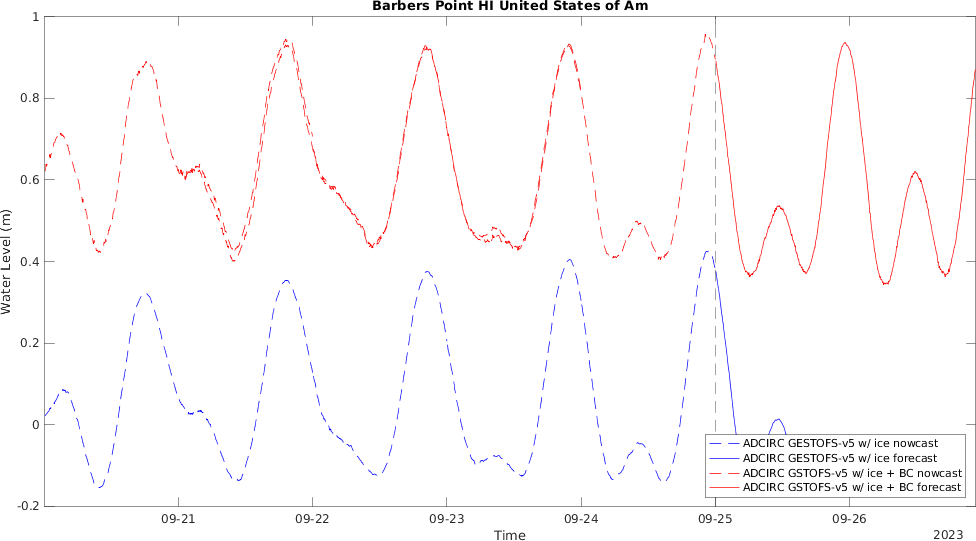 Barbers Point HI United States of Am
1
0.8
0.6
0.4
0.2
0
-0.2
Water Level (m)
09-21 09-22 09-23 09-24 09-25 09-26
Time
2023
ADCIRC GESTOFS-v5 w/ ice nowcast
ADCIRC GESTOFS-v5 w/ ice forecast
ADCIRC GSTOFS-v5 w/ ice + BC nowcast
ADCIRC GSTOFS-v5 w/ ice + BC forecast